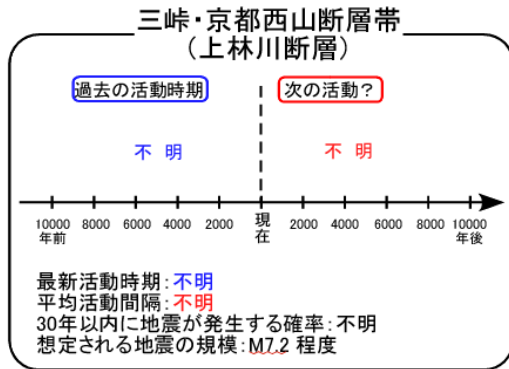 三峠・京都西山断層帯
(上林川断層)
過去の活動時期 次の活動?
不 明 不 明
10000 8000 6000 4000 2000 現 2000 4000 6000 8000 10000
年前 在 年後
最新活動時期:不明
平均活動間隔:不明
30年以内に地震が発生する確率:不明
想定される地震の規模:M7.2 程度